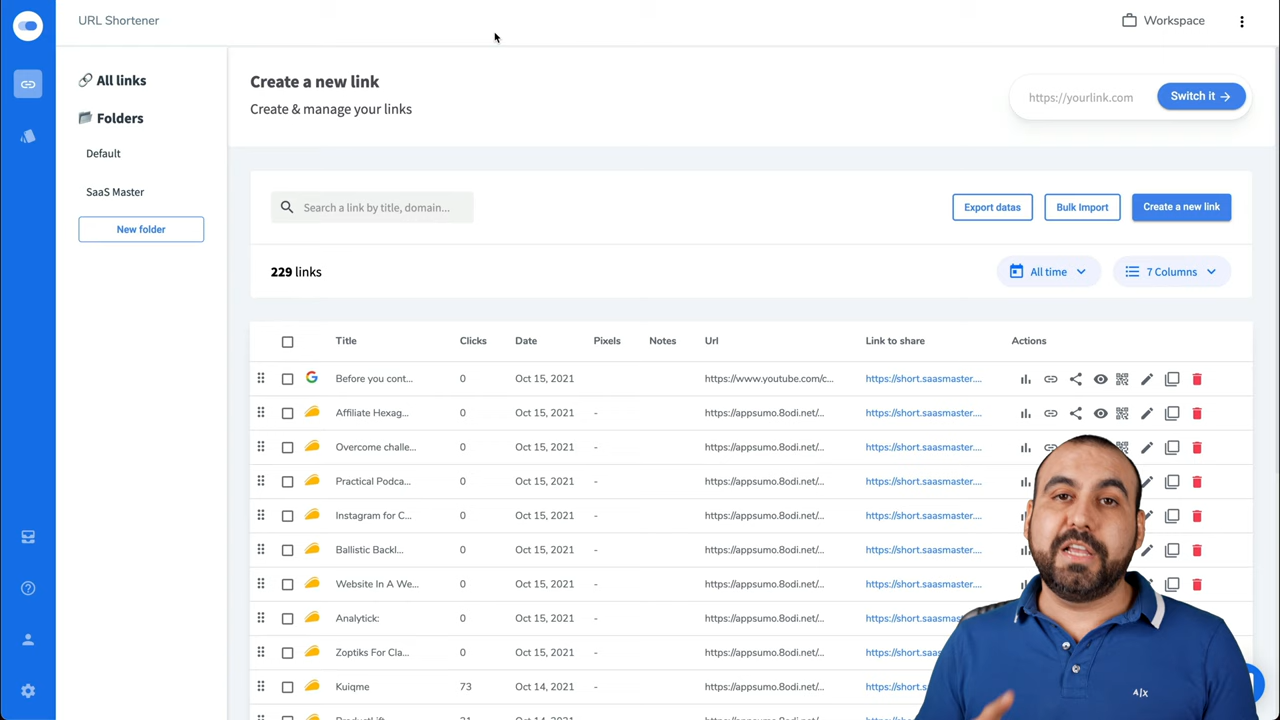 URL Shortener
Workspace
All links
Folders
Default
SaaS Master
New folder
Create a new link
Create & manage your links
https://yourlink.com
Switch it →
Search a link by title, domain...
Export datas
Bulk Import
Create a new link
229 links
All time
7 Columns
Title Clicks Date Pixels Notes Url Link to share Actions
Before you cont... 0 Oct 15, 2021 https://www.youtube.com/c... https://short.saasmaster....
Affiliate Hexag... 0 Oct 15, 2021 - https://appsumo.8odi.net/... https://short.saasmaster....
Overcome challe... 0 Oct 15, 2021 - https://appsumo.8odi.net/... https://short.saasmaster....
Practical Podca... 0 Oct 15, 2021 - https://appsumo.8odi.net/... https://short.saasmaster....
Instagram for C... 0 Oct 15, 2021 - https://appsumo.8odi.net/... https://short.saasmaster....
Ballistic Backl... 0 Oct 15, 2021 - https://appsumo.8odi.net/... https://short.saasmaster....
Website In A We... 0 Oct 15, 2021 - https://appsumo.8odi.net/... https://short.saasmaster....
Analytick: 0 Oct 15, 2021 - https://appsumo.8odi.net/... https://short.saasmas
Zoptiks For Cla... 0 Oct 15, 2021 - https://appsumo.8odi.net/... https://short.sa
Kuiqme 73 Oct 14, 2021 - https://appsumo.8odi.net/... https://short.s
A|X